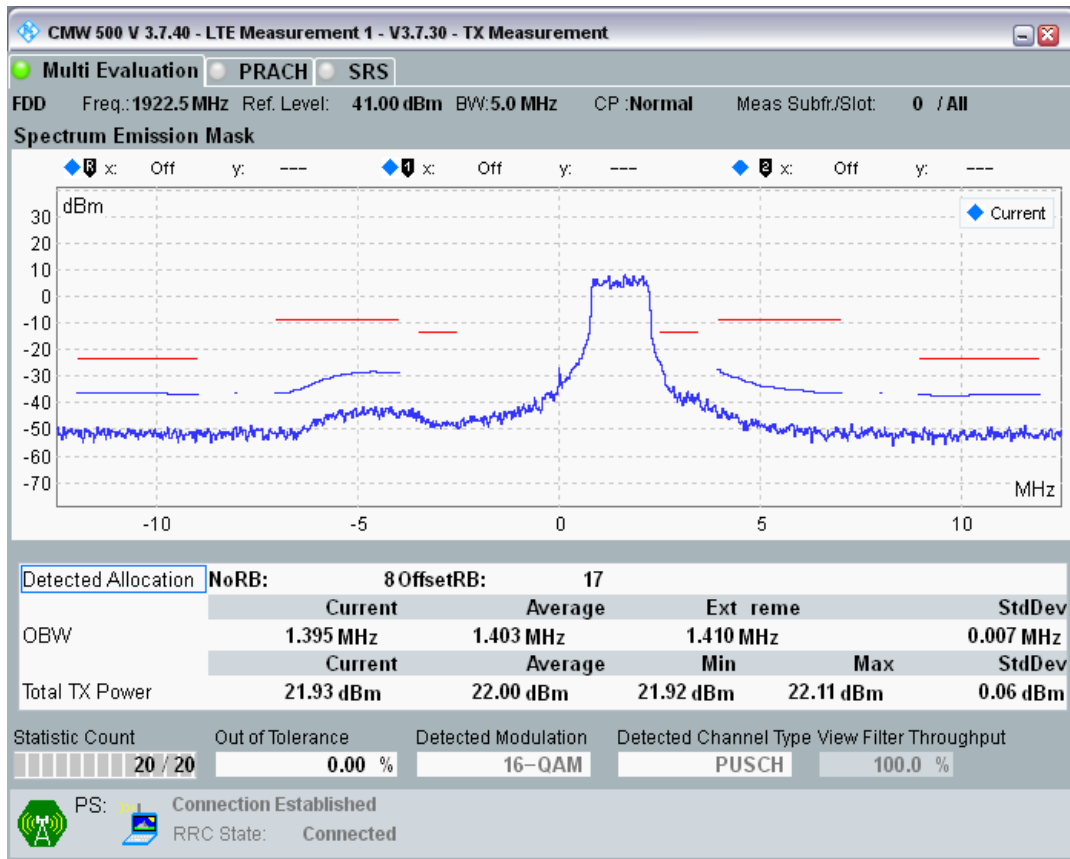 CMW 500 V 3.7.40 - LTE Measurement 1 - V3.7.30 - TX Measurement
Multi Evaluation PRACH SRS
FDD Freq.: 1922.5 MHz Ref. Level: 41.00 dBm BW: 5.0 MHz CP : Normal Meas Subfr./Slot: 0 / All
Spectrum Emission Mask
R x: Off y: --- 1 x: Off y: --- 2 x: Off y: ---
dBm
Current
30
20
10
0
-10
-20
-30
-40
-50
-60
-70
MHz
-10 -5 0 5 10
Detected Allocation NoRB: 8 OffsetRB: 17
Current Average Ext reme StdDev
OBW 1.395 MHz 1.403 MHz 1.410 MHz 0.007 MHz
Current Average Min Max StdDev
Total TX Power 21.93 dBm 22.00 dBm 21.92 dBm 22.11 dBm 0.06 dBm
Statistic Count Out of Tolerance Detected Modulation Detected Channel Type View Filter Throughput
20 / 20 0.00 % 16-QAM PUSCH 100.0 %
PS: Connection Established
RRC State: Connected